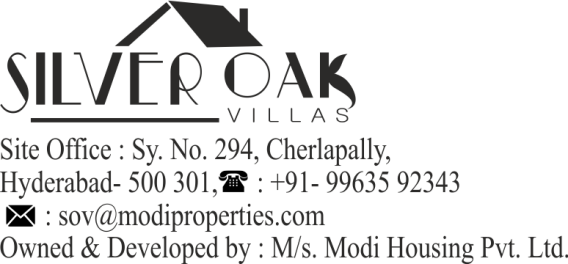 SILVER OAK
VILLAS
Site Office : Sy. No. 294, Cherlapally,
Hyderabad- 500 301,☎ : +91- 99635 92343
✉ : sov@modiproperties.com
Owned & Developed by : M/s. Modi Housing Pvt. Ltd.